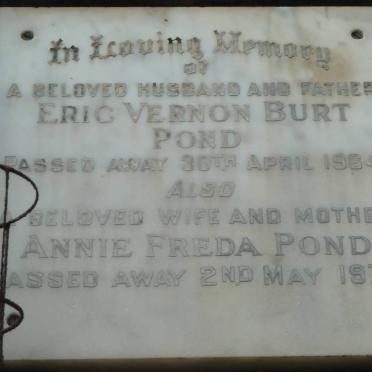 In Loving Memory
OF
A BELOVED HUSBAND AND FATHER
ERIC VERNON BURT
POND
PASSED AWAY 30TH APRIL 1964
ALSO
A BELOVED WIFE AND MOTHE
ANNIE FREDA POND
ASSED AWAY 2ND MAY 19